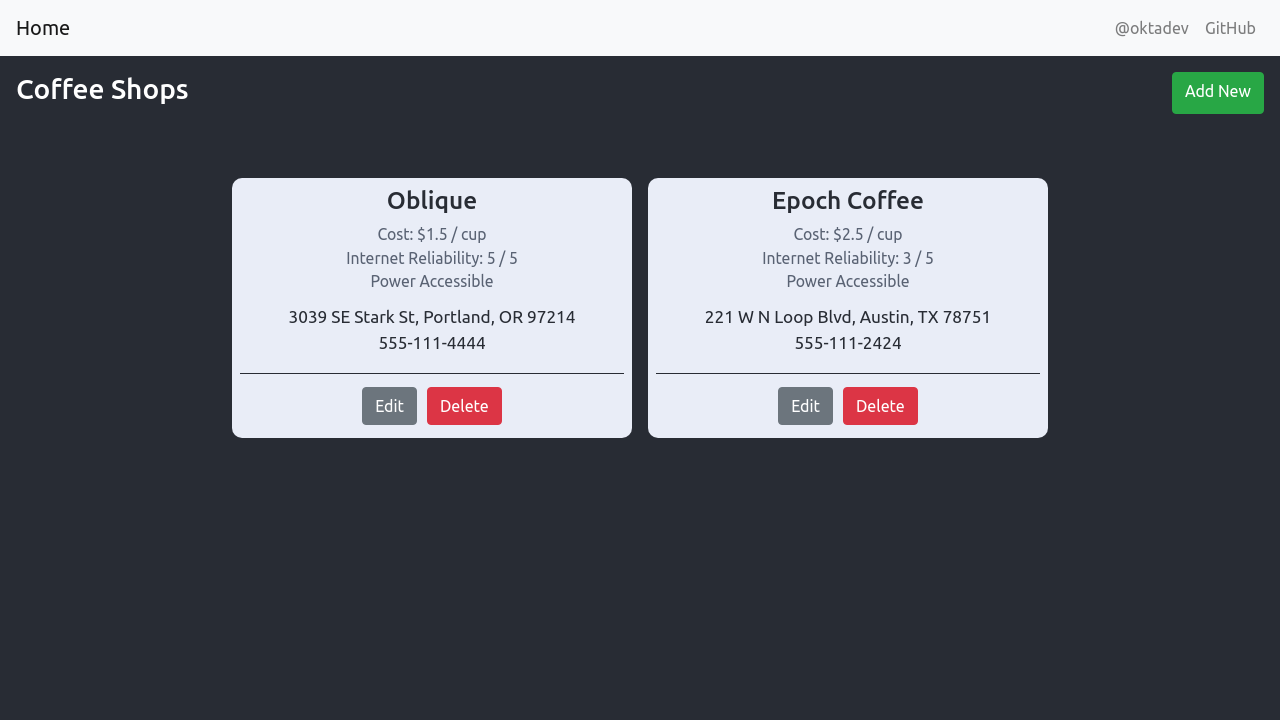 Home
@oktadev
GitHub
Coffee Shops
Add New
Oblique
Cost: $1.5 / cup
Internet Reliability: 5 / 5
Power Accessible
3039 SE Stark St, Portland, OR 97214
555-111-4444
Edit
Delete
Epoch Coffee
Cost: $2.5 / cup
Internet Reliability: 3 / 5
Power Accessible
221 W N Loop Blvd, Austin, TX 78751
555-111-2424
Edit
Delete